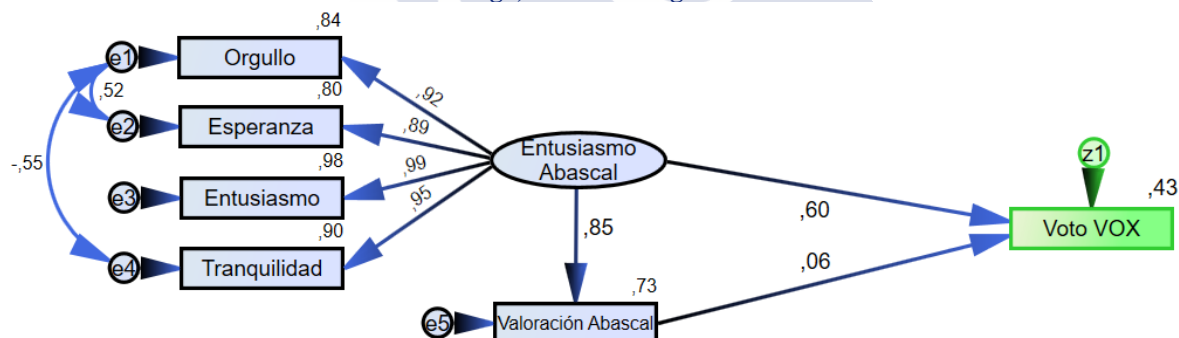 ,84
e1
Orgullo
,52
,92
,80
e2
Esperanza
,89
-,55
,98
e3
Entusiasmo
,99
,90
e4
Tranquilidad
,95
Entusiasmo
Abascal
,85
,60
z1
,43
Voto VOX
,06
,73
e5
Valoración Abascal